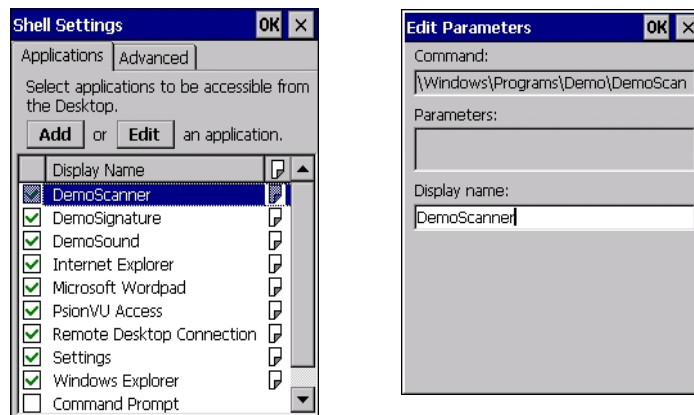 Shell Settings OK
Applications Advanced
Select applications to be accessible from
the Desktop.
Add or Edit an application.
Display Name
DemoScanner
DemoSignature
DemoSound
Internet Explorer
Microsoft Wordpad
PsionVU Access
Remote Desktop Connection
Settings
Windows Explorer
Command Prompt
Edit Parameters OK
Command:
\Windows\Programs\Demo\DemoScan
Parameters:
Display name:
DemoScanner